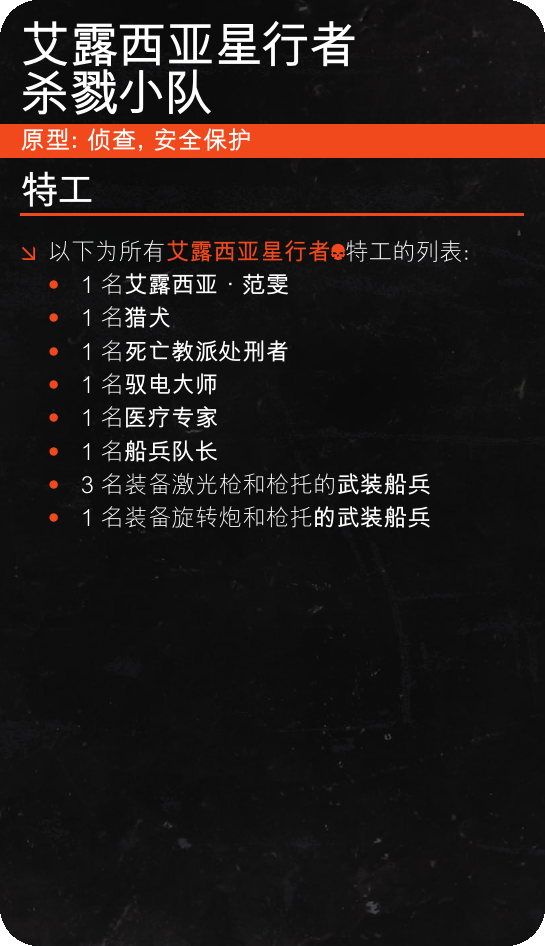 艾露西亚星行者
杀戮小队
原型: 侦查, 安全保护
特工
以下为所有艾露西亚星行者特工的列表:
• 1 名艾露西亚 · 范雯
• 1 名猎犬
• 1 名死亡教派处刑者
• 1 名驭电大师
• 1 名医疗专家
• 1 名船兵队长
• 3 名装备激光枪和枪托的武装船兵
• 1 名装备旋转炮和枪托的武装船兵